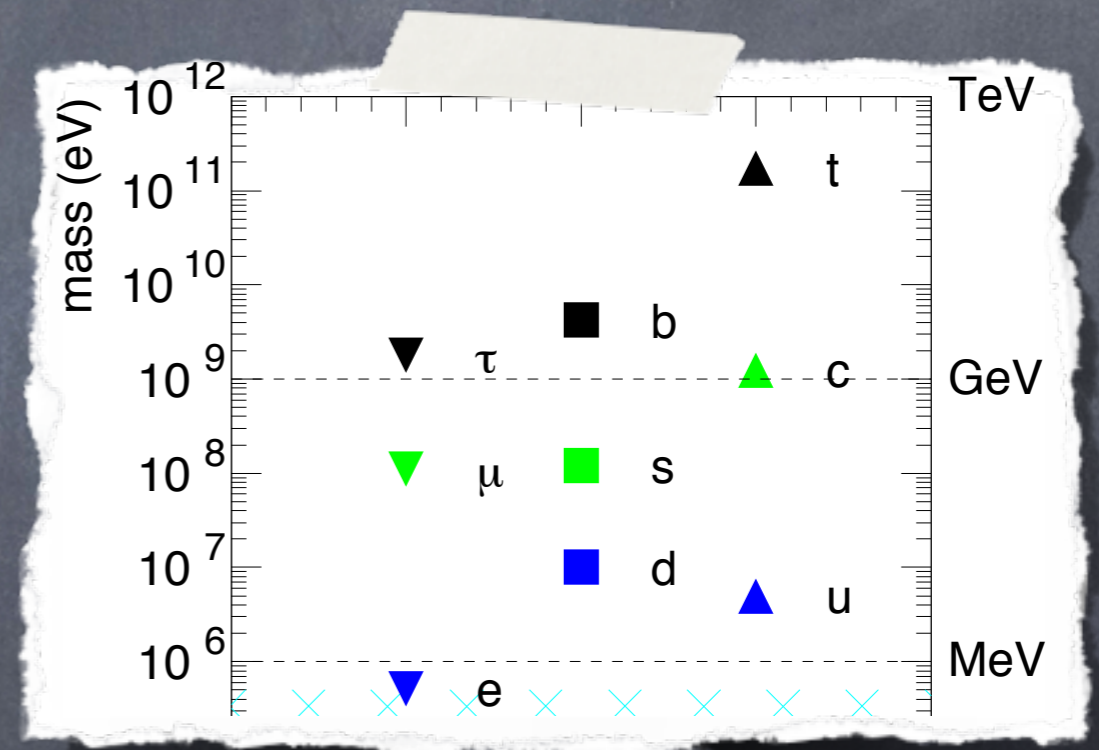 mass (eV)
10^12 TeV
10^11 t
10^10
b
τ
10^9 c GeV
10^8 μ s
10^7 d
u
10^6 MeV
e